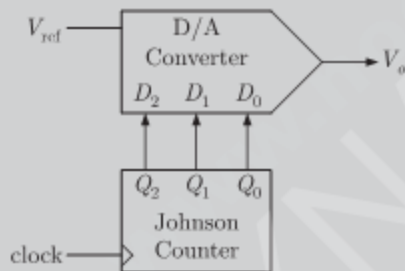 V_ref
D/A
Converter
V_o
D_2 D_1 D_0
Q_2 Q_1 Q_0
Johnson
clock
Counter